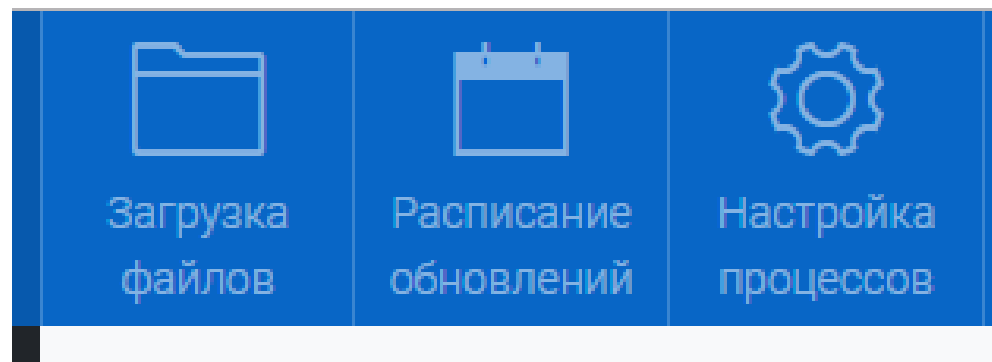 Загрузка
файлов
Расписание
обновлений
Настройка
процессов